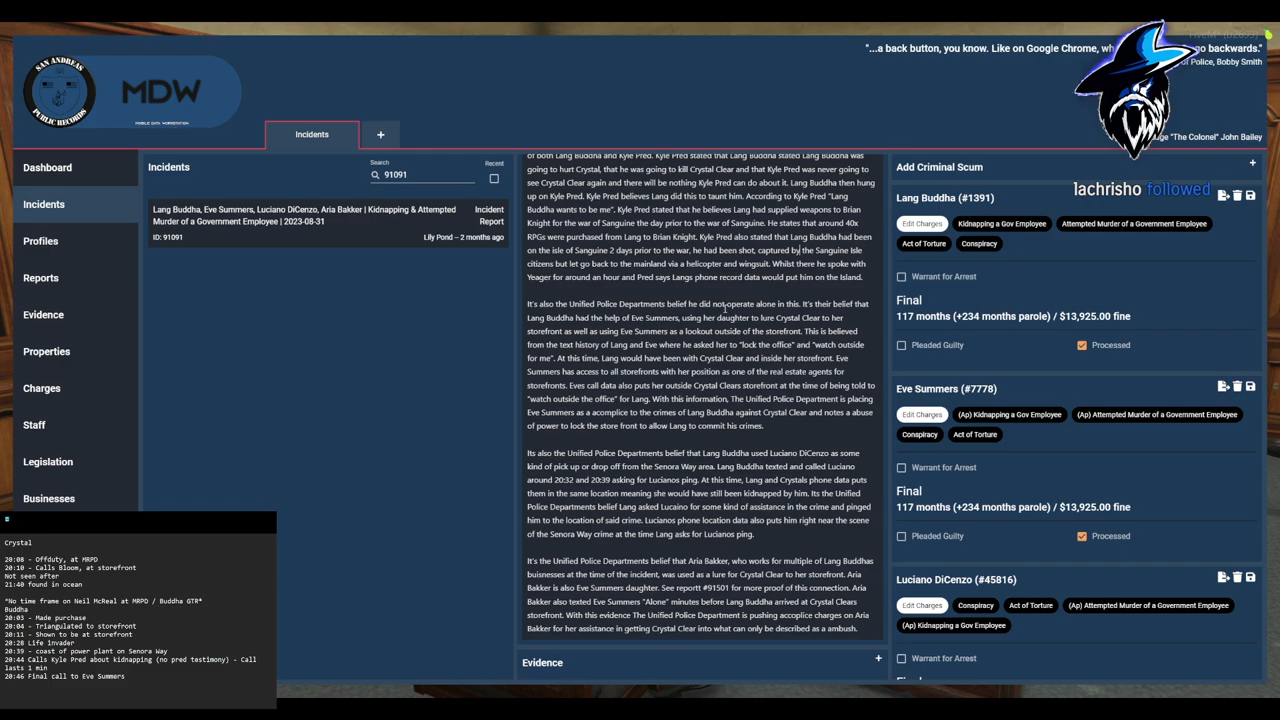 FiveM® (b2699)
"...a back button, you know. Like on Google Chrome, wh go backwards."
of Police, Bobby Smith
SAN ANDREAS
PUBLIC RECORDS
MDW
MOBILE DATA WORKSTATION
Incidents
+
"The Colonel" John Bailey
lachrisho followed
Dashboard
Incidents
Profiles
Reports
Evidence
Properties
Charges
Staff
Legislation
Businesses
Incidents
Search
91091
Recent
Lang Buddha, Eve Summers, Luciano DiCenzo, Aria Bakker | Kidnapping & Attempted
Murder of a Government Employee | 2023-08-31
Incident
Report
ID: 91091
Lily Pond – 2 months ago
of both Lang Buddha and Kyle Pred. Kyle Pred stated that Lang Buddha stated Lang Buddha was
going to hurt Crystal, that he was going to kill Crystal Clear and that Kyle Pred was never going to
see Crystal Clear again and there will be nothing Kyle Pred can do about it. Lang Buddha then hung
up on Kyle Pred. Kyle Pred believes Lang did this to taunt him. According to Kyle Pred "Lang
Buddha wants to be me". Kyle Pred stated that he believes Lang had supplied weapons to Brian
Knight for the war of Sanguine the day prior to the war of Sanguine. He states that around 40x
RPGs were purchased from Lang to Brian Knight. Kyle Pred also stated that Lang Buddha had been
on the isle of Sanguine 2 days prior to the war, he had been shot, captured by the Sanguine Isle
citizens but let go back to the mainland via a helicopter and wingsuit. Whilst there he spoke with
Yeager for around an hour and Pred says Langs phone record data would put him on the Island.
It's also the Unified Police Departments belief he did not operate alone in this. It's their belief that
Lang Buddha had the help of Eve Summers, using her daughter to lure Crystal Clear to her
storefront as well as using Eve Summers as a lookout outside of the storefront. This is believed
from the text history of Lang and Eve where he asked her to "lock the office" and "watch outside
for me". At this time, Lang would have been with Crystal Clear and inside her storefront. Eve
Summers has access to all storefronts with her position as one of the real estate agents for
storefronts. Eves call data also puts her outside Crystal Clears storefront at the time of being told to
"watch outside the office" for Lang. With this information, The Unified Police Department is placing
Eve Summers as a acomplice to the crimes of Lang Buddha against Crystal Clear and notes a abuse
of power to lock the store front to allow Lang to commit his crimes.
Its also the Unified Police Departments belief that Lang Buddha used Luciano DiCenzo as some
kind of pick up or drop off from the Senora Way area. Lang Buddha texted and called Luciano
around 20:32 and 20:39 asking for Lucianos ping. At this time, Lang and Crystals phone data puts
them in the same location meaning she would have still been kidnapped by him. Its the Unified
Police Departments belief Lang asked Lucaino for some kind of assistance in the crime and pinged
him to the location of said crime. Lucianos phone location data also puts him right near the scene
of the Senora Way crime at the time Lang asks for Lucianos ping.
It's the Unified Police Departments belief that Aria Bakker, who works for multiple of Lang Buddhas
buisnesses at the time of the incident, was used as a lure for Crystal Clear to her storefront. Aria
Bakker is also Eve Summers daughter. See reportt #91501 for more proof of this connection. Aria
Bakker also texted Eve Summers "Alone" minutes before Lang Buddha arrived at Crystal Clears
storefront. With this evidence The Unified Department is pushing accoplice charges on Aria
Bakker for her assistance in getting Crystal Clear into what can only be described as a ambush.
Evidence
+
Add Criminal Scum
+
Lang Buddha (#1391)
Edit Charges
Kidnapping a Gov Employee
Attempted Murder of a Government Employee
Act of Torture
Conspiracy
Warrant for Arrest
Final
117 months (+234 months parole) / $13,925.00 fine
Pleaded Guilty
Processed
Eve Summers (#7778)
Edit Charges
(Ap) Kidnapping a Gov Employee
(Ap) Attempted Murder of a Government Employee
Conspiracy
Act of Torture
Warrant for Arrest
Final
117 months (+234 months parole) / $13,925.00 fine
Pleaded Guilty
Processed
Luciano DiCenzo (#45816)
Edit Charges
Conspiracy
Act of Torture
(Ap) Attempted Murder of a Government Employee
(Ap) Kidnapping a Gov Employee
Warrant for Arrest
Crystal
20:08 - Offduty, at MRPD
20:10 - Calls Bloom, at storefront
Not seen after
21:40 found in ocean
*No time frame on Neil McReal at MRPD / Buddha GTR*
Buddha
20:03 - Made purchase
20:04 - Triangulated to storefront
20:11 - Shown to be at storefront
20:28 Life invader
20:39 - coast of power plant on Senora Way
20:44 Calls Kyle Pred about kidnapping (no pred testimony) - Call
lasts 1 min
20:46 Final call to Eve Summers